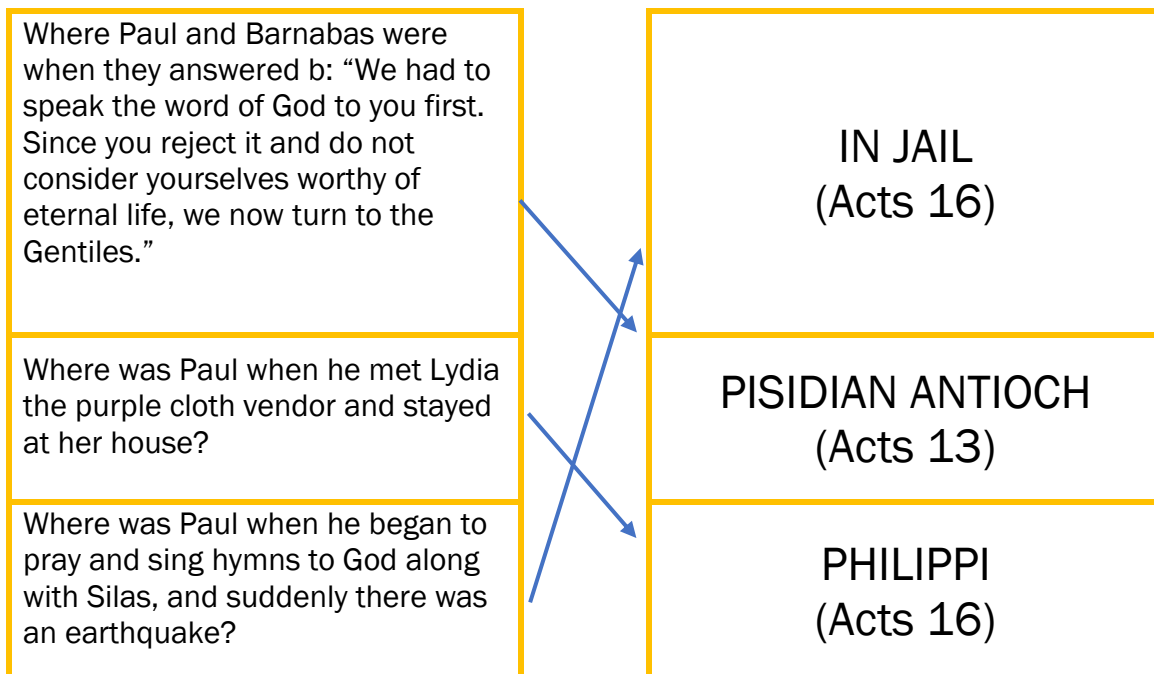 Where Paul and Barnabas were
when they answered b: “We had to
speak the word of God to you first.
Since you reject it and do not
consider yourselves worthy of
eternal life, we now turn to the
Gentiles.”
IN JAIL
(Acts 16)
Where was Paul when he met Lydia
the purple cloth vendor and stayed
at her house?
PISIDIAN ANTIOCH
(Acts 13)
Where was Paul when he began to
pray and sing hymns to God along
with Silas, and suddenly there was
an earthquake?
PHILIPPI
(Acts 16)